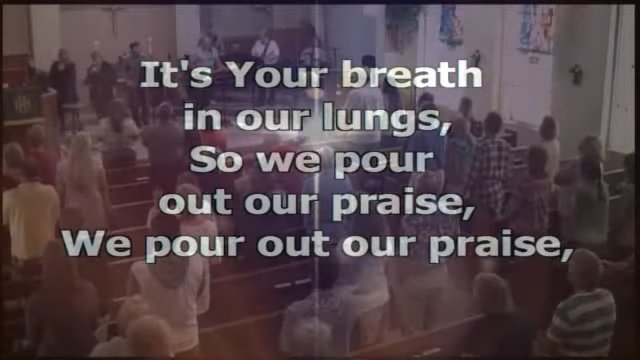 It's Your breath
in our lungs,
So we pour
out our praise,
We pour out our praise,